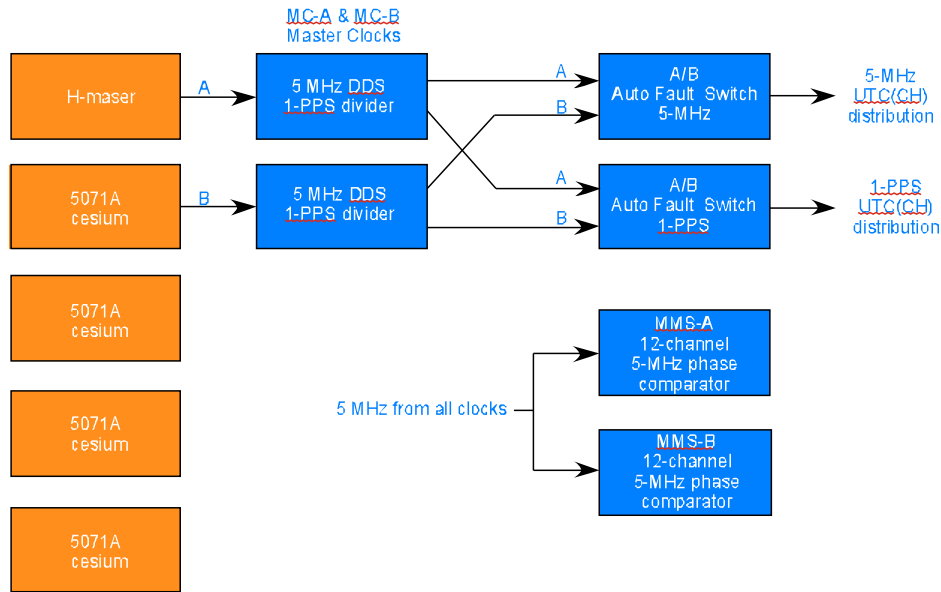 MC-A & MC-B
Master Clocks
H-maser
A
5 MHz DDS
1-PPS divider
A
B
A/B
Auto Fault Switch
5-MHz
5-MHz
UTC(CH)
distribution
5071A
cesium
B
5 MHz DDS
1-PPS divider
A
B
A/B
Auto Fault Switch
1-PPS
1-PPS
UTC(CH)
distribution
5071A
cesium
5071A
cesium
5071A
cesium
5 MHz from all clocks
MMS-A
12-channel
5-MHz phase
comparator
MMS-B
12-channel
5-MHz phase
comparator